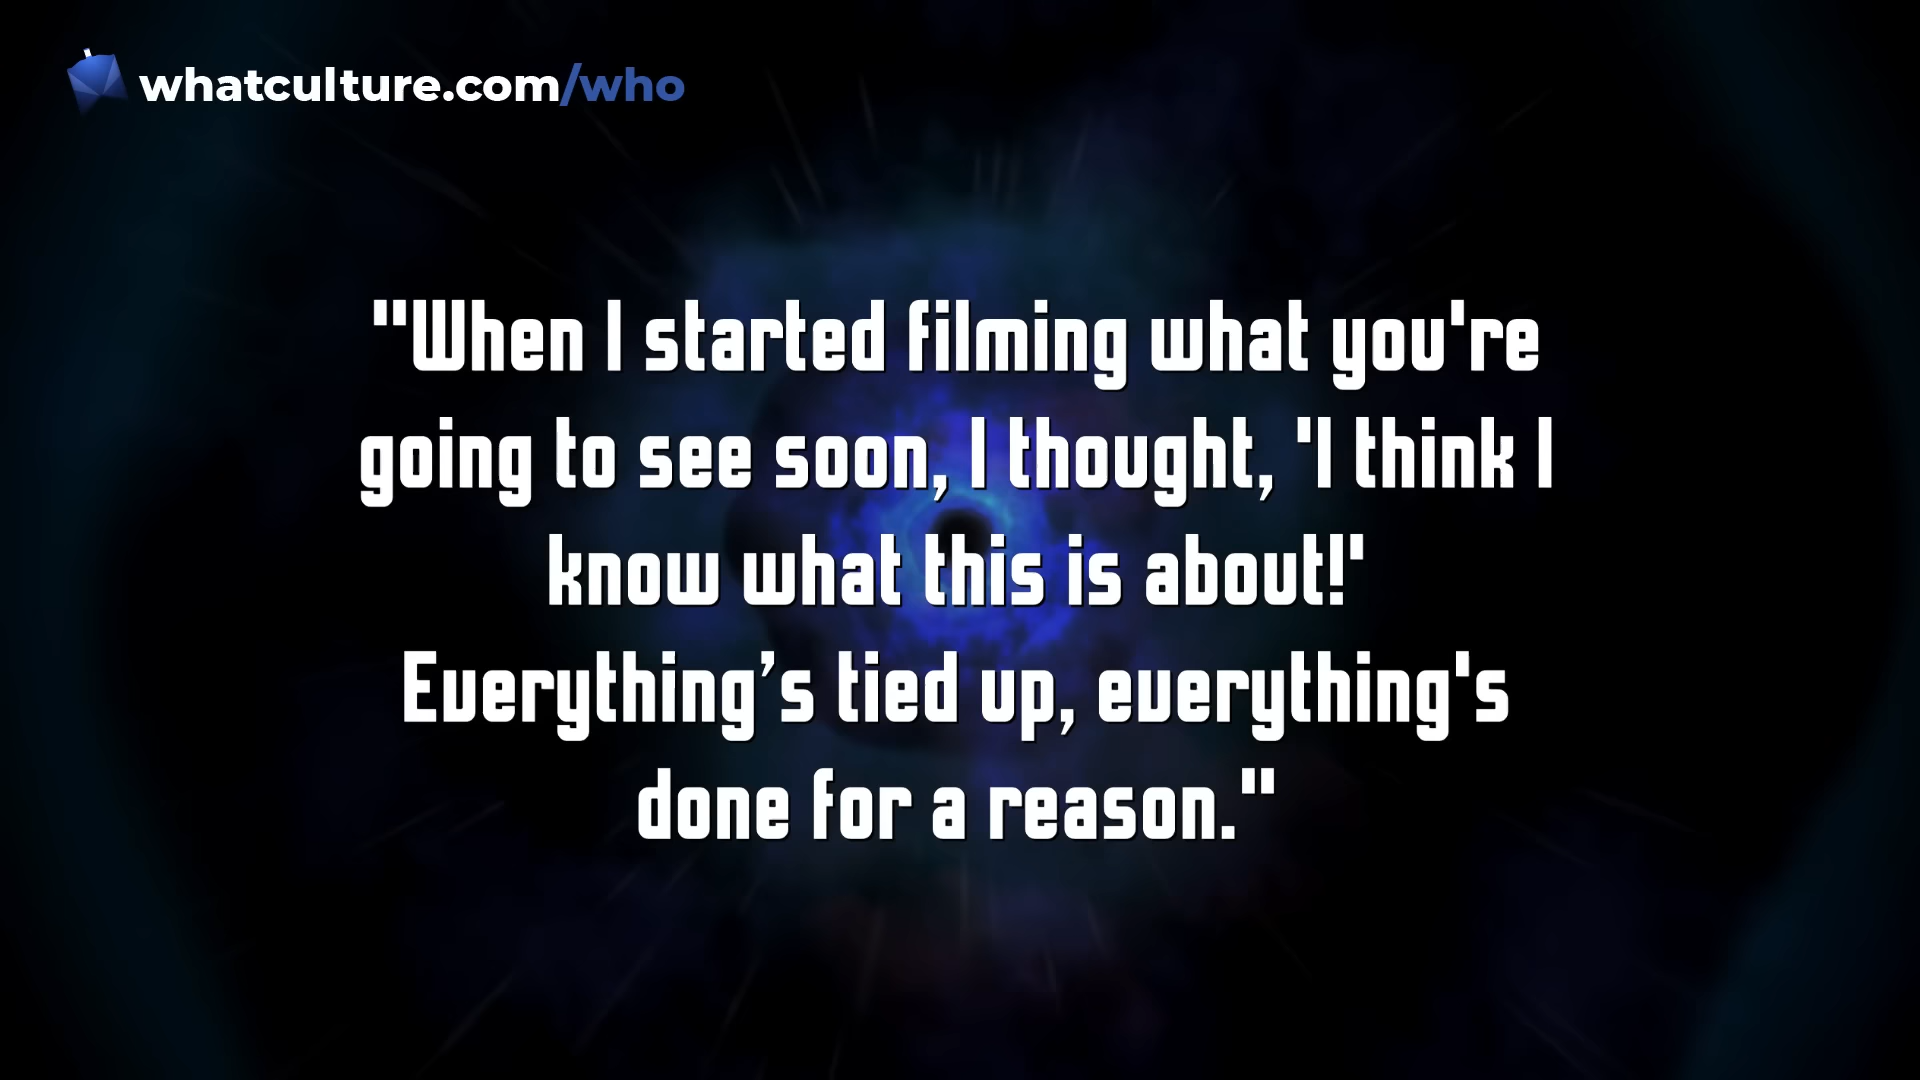 whatculture.com/who
"When I started filming what you're
going to see soon, I thought, 'I think I
know what this is about!'
Everything’s tied up, everything's
done for a reason."